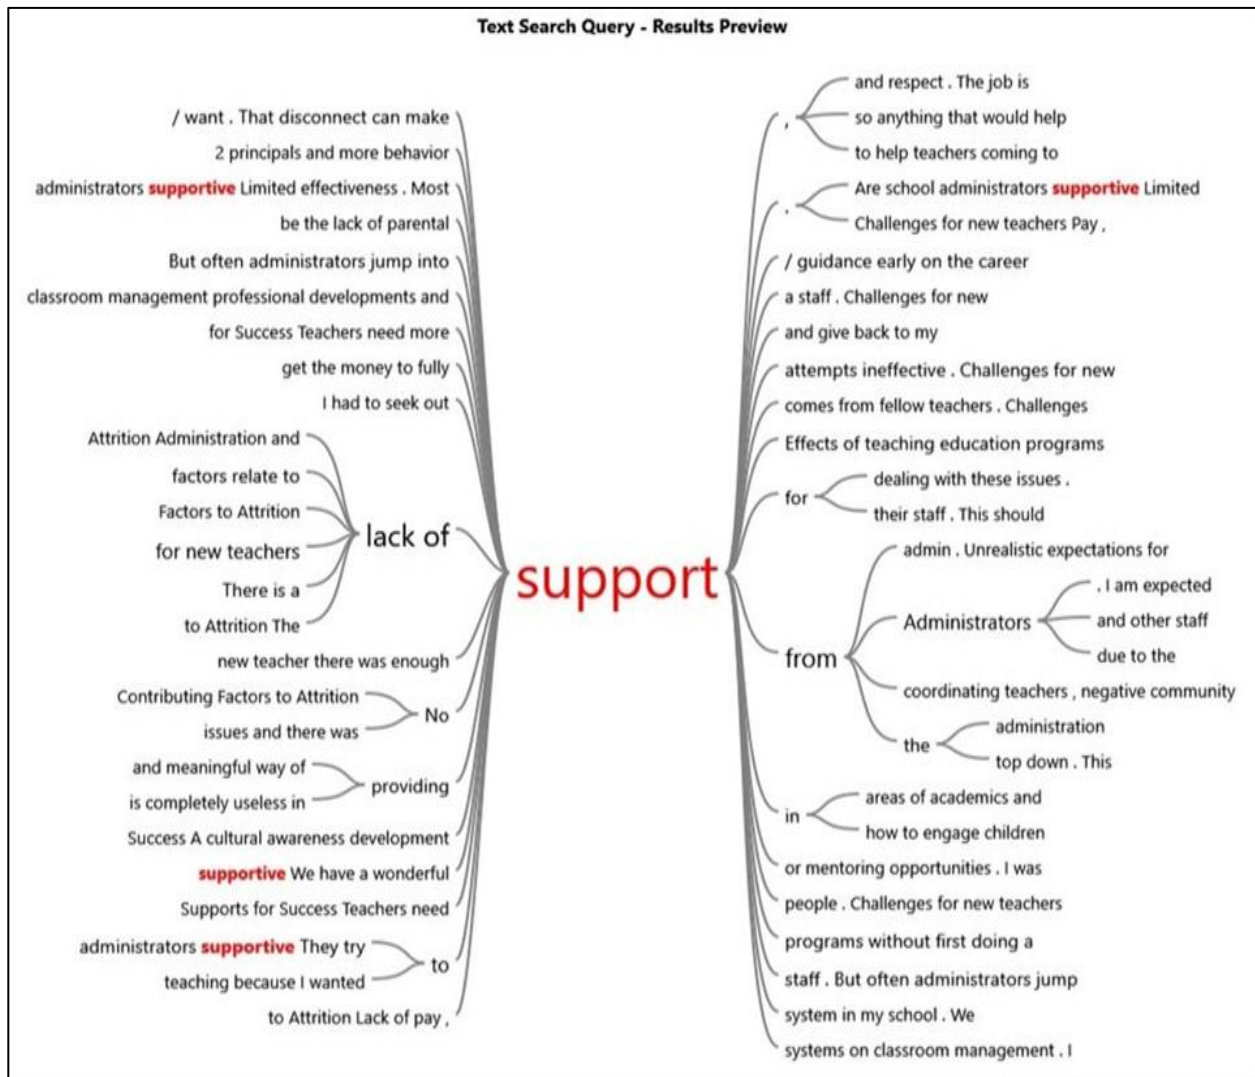 Text Search Query - Results Preview
/ want . That disconnect can make
2 principals and more behavior
administrators supportive Limited effectiveness . Most
be the lack of parental
But often administrators jump into
classroom management professional developments and
for Success Teachers need more
get the money to fully
I had to seek out
Attrition Administration and
factors relate to
Factors to Attrition
for new teachers
There is a
to Attrition The
lack of
new teacher there was enough
Contributing Factors to Attrition
issues and there was
No
and meaningful way of
is completely useless in
providing
Success A cultural awareness development
supportive We have a wonderful
Supports for Success Teachers need
administrators supportive They try
teaching because I wanted
to
to Attrition Lack of pay ,
support
,
and respect . The job is
so anything that would help
to help teachers coming to
.
Are school administrators supportive Limited
Challenges for new teachers Pay ,
/ guidance early on the career
a staff . Challenges for new
and give back to my
attempts ineffective . Challenges for new
comes from fellow teachers . Challenges
Effects of teaching education programs
for
dealing with these issues .
their staff . This should
from
admin . Unrealistic expectations for
Administrators
. I am expected
and other staff
due to the
coordinating teachers , negative community
the
administration
top down . This
in
areas of academics and
how to engage children
or mentoring opportunities . I was
people . Challenges for new teachers
programs without first doing a
staff . But often administrators jump
system in my school . We
systems on classroom management . I